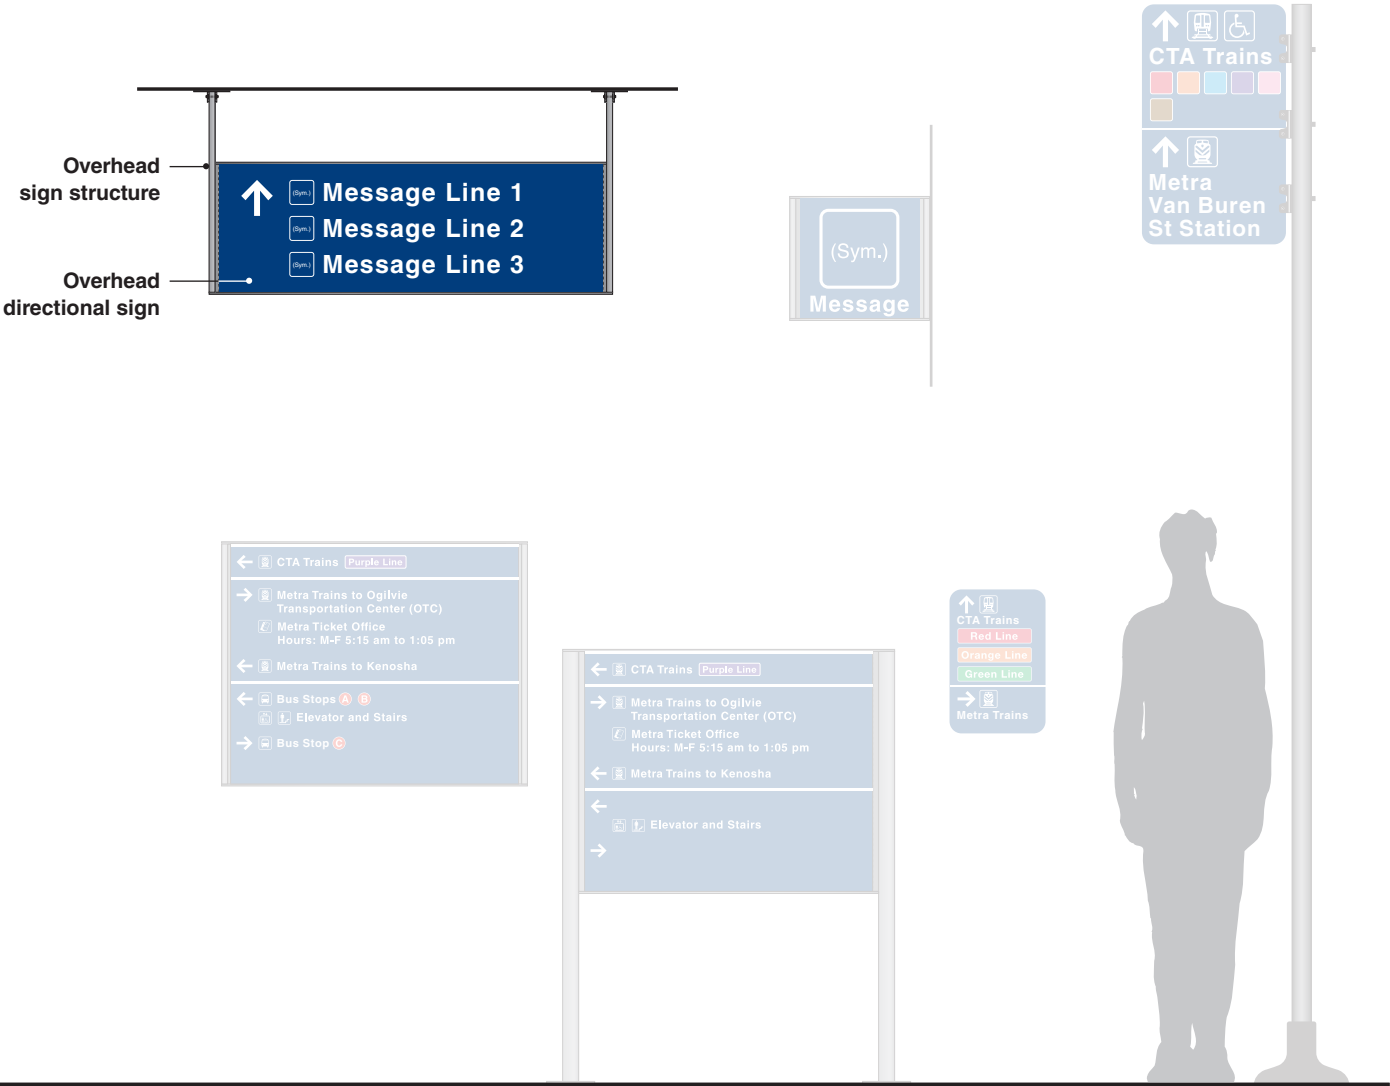 Overhead
sign structure
Overhead
directional sign
(Sym.) Message Line 1
(Sym.) Message Line 2
(Sym.) Message Line 3
(Sym.)
Message
CTA Trains
Metra
Van Buren
St Station
CTA Trains Purple Line
Metra Trains to Ogilvie
Transportation Center (OTC)
Metra Ticket Office
Hours: M-F 5:15 am to 1:05 pm
Metra Trains to Kenosha
Bus Stops A B
Elevator and Stairs
Bus Stop C
CTA Trains Purple Line
Metra Trains to Ogilvie
Transportation Center (OTC)
Metra Ticket Office
Hours: M-F 5:15 am to 1:05 pm
Metra Trains to Kenosha
Elevator and Stairs
CTA Trains
Red Line
Orange Line
Green Line
Metra Trains